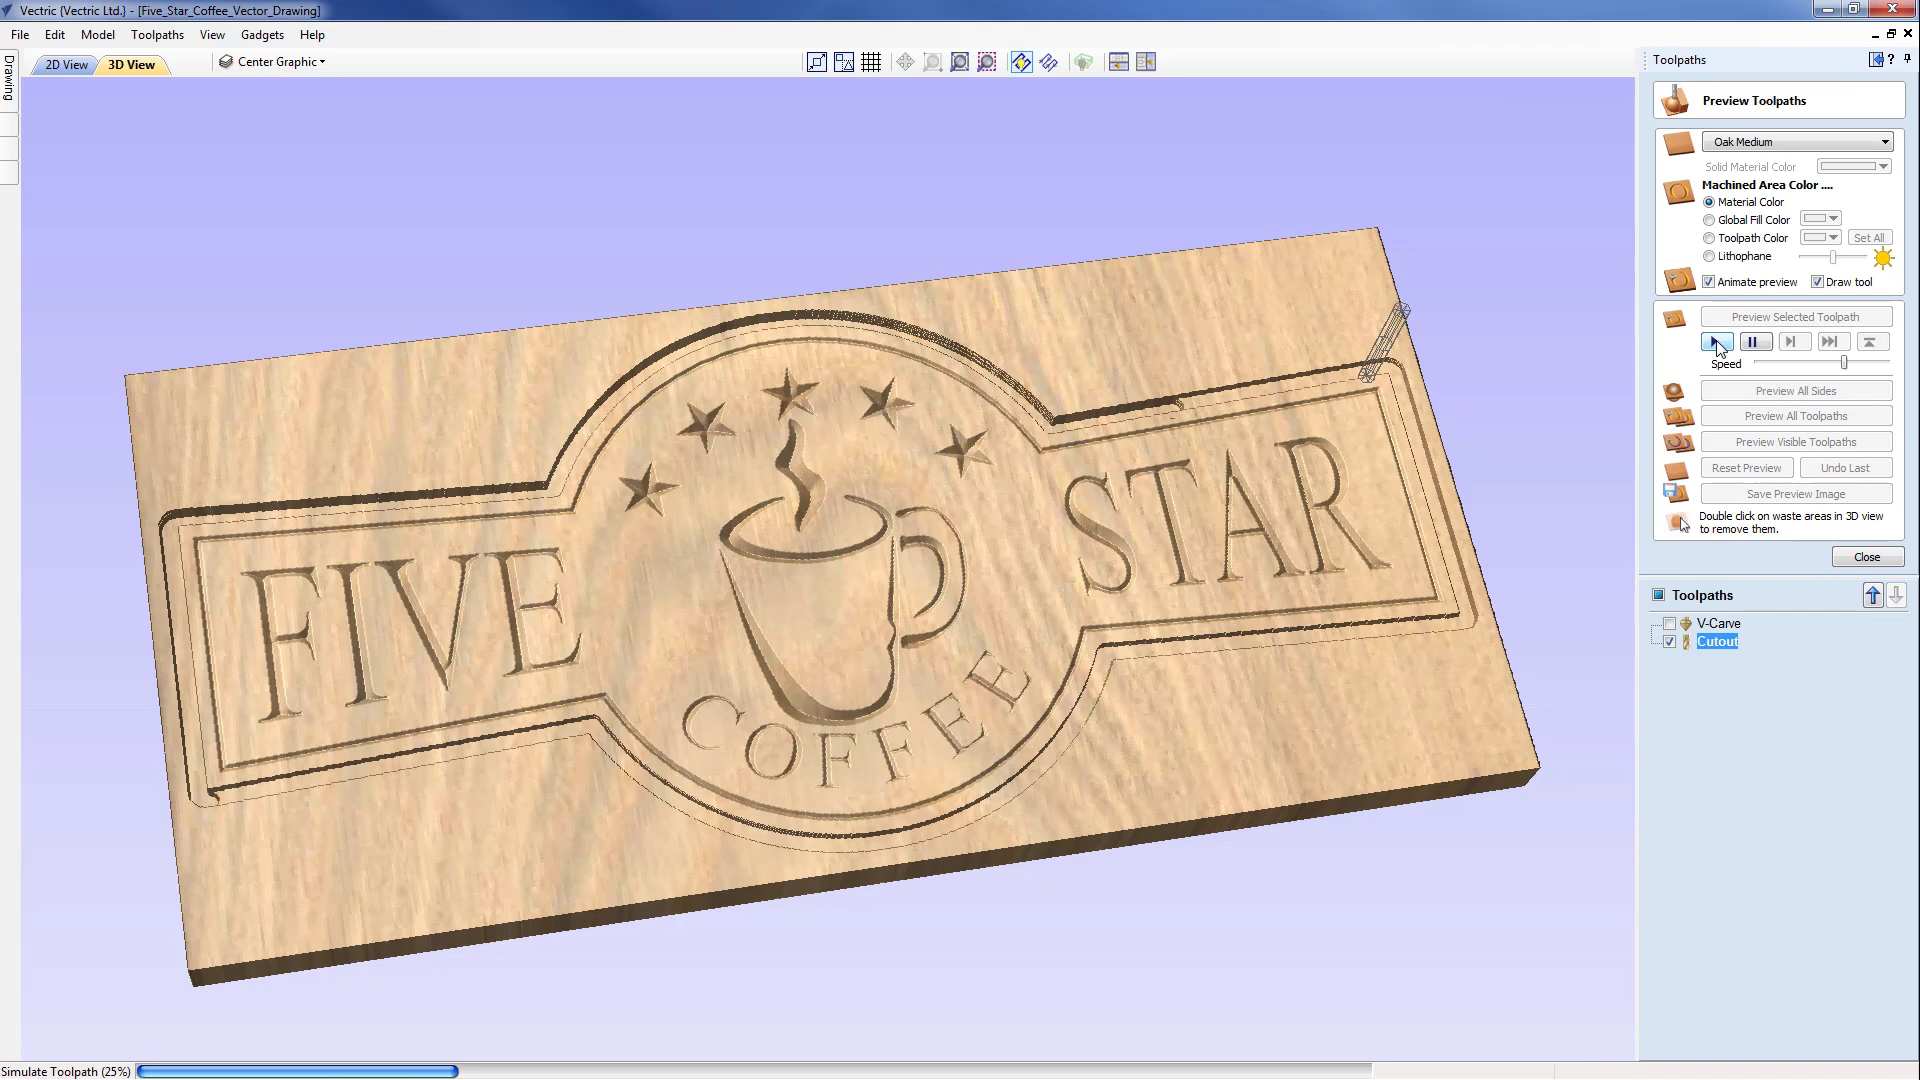 Vectric {Vectric Ltd.} - [Five_Star_Coffee_Vector_Drawing]
File Edit Model Toolpaths View Gadgets Help
Drawing
2D View 3D View Center Graphic
Toolpaths
Preview Toolpaths
Oak Medium
Solid Material Color
Machined Area Color ....
Material Color
Global Fill Color
Toolpath Color Set All
Lithophane
Animate preview Draw tool
Preview Selected Toolpath
Speed
Preview All Sides
Preview All Toolpaths
Preview Visible Toolpaths
Reset Preview Undo Last
Save Preview Image
Double click on waste areas in 3D view
to remove them.
Close
Toolpaths
V-Carve
Cutout
FIVE STAR
COFFEE
Simulate Toolpath (25%)